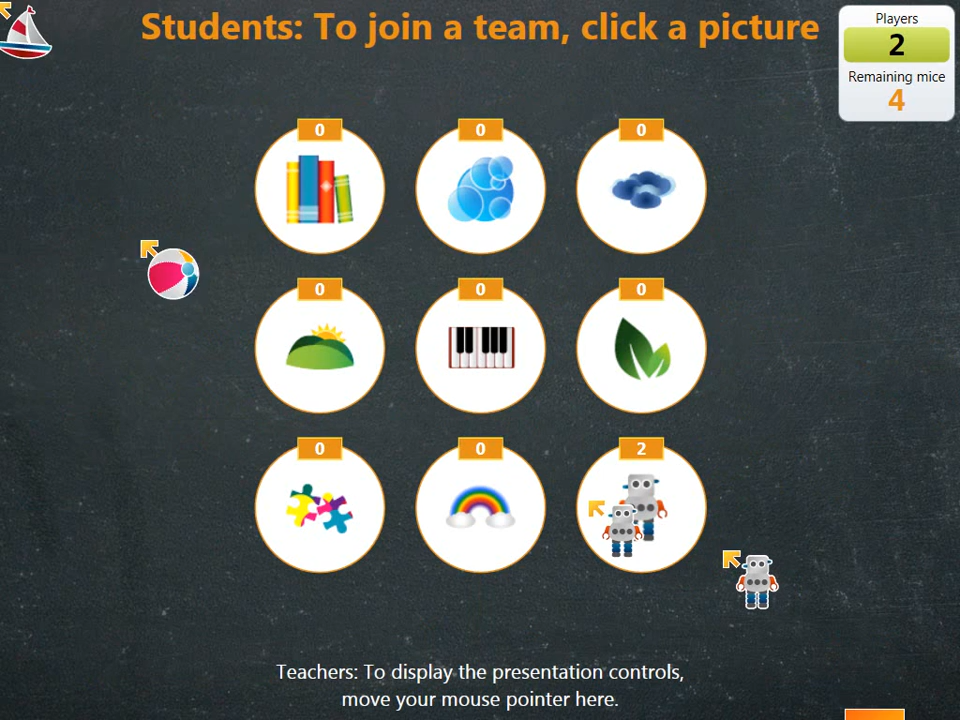 Students: To join a team, click a picture
Players
2
Remaining mice
4
0
0
0
0
0
0
0
0
2
Teachers: To display the presentation controls,
move your mouse pointer here.